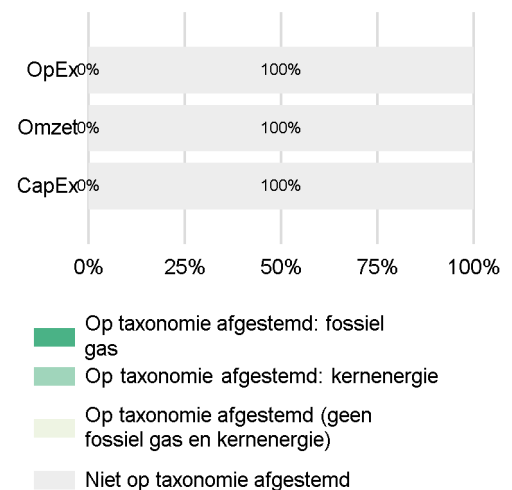 OpEx 0% 100%
Omzet 0% 100%
CapEx 0% 100%
0% 25% 50% 75% 100%
Op taxonomie afgestemd: fossiel
gas
Op taxonomie afgestemd: kernenergie
Op taxonomie afgestemd (geen
fossiel gas en kernenergie)
Niet op taxonomie afgestemd